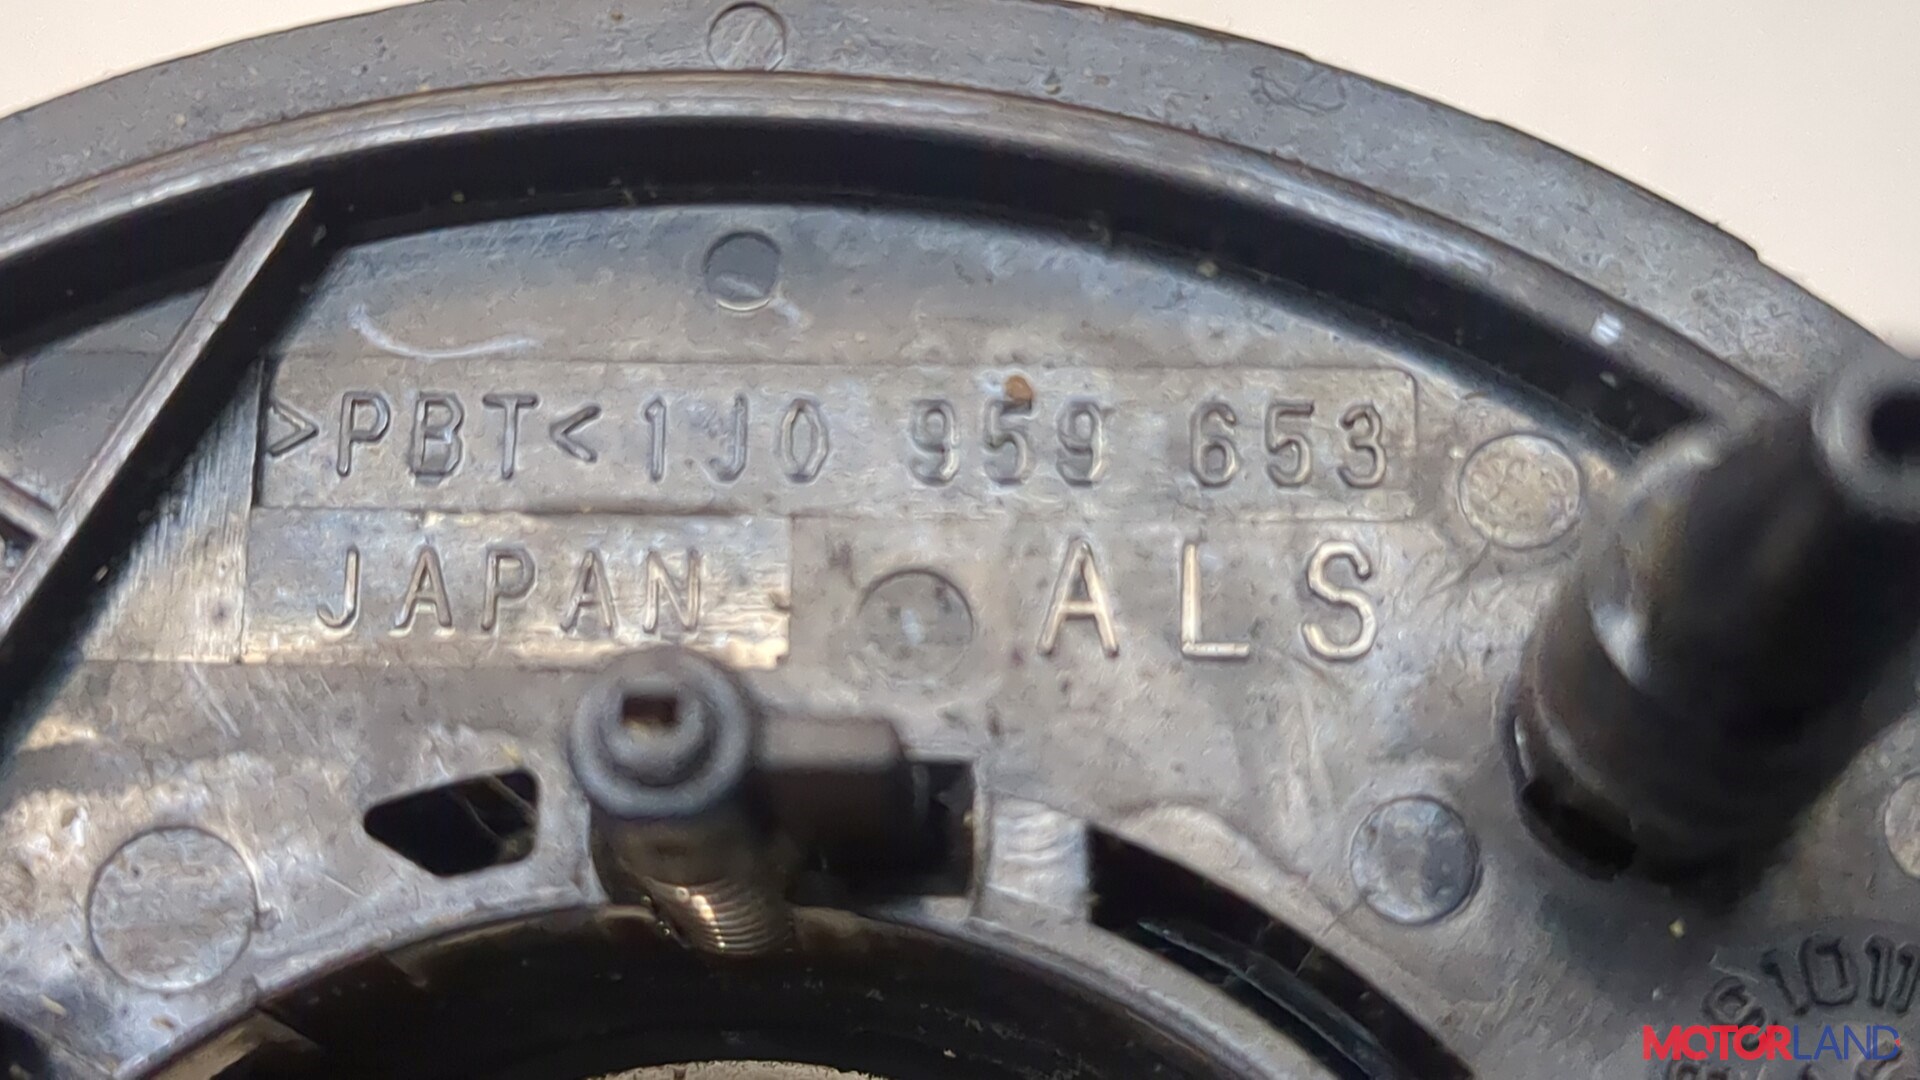 >PBT< 1J0 959 653
JAPAN ALS
MOTORLAND